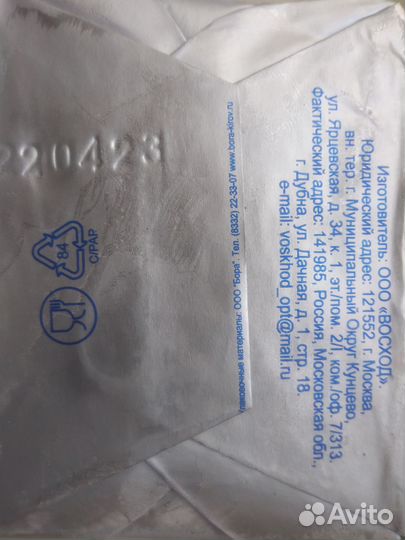 Изготовитель: ООО "ВОСХОД".
Юридический адрес: 121552, г. Москва,
вн. тер. г. Муниципальный Округ Кунцево,
ул. Ярцевская, д. 34, к. 1, эт./пом. 2/I, ком./оф. 7/313.
Фактический адрес: 141985, Россия, Московская обл.,
г. Дубна, ул. Дачная, д. 1, стр. 18.
e-mail: voskhod_opt@mail.ru
Упаковочные материалы: ООО "Бора". Тел. (8332) 22-33-07 www.bora-kirov.ru
220423
84
C/PAP
Avito